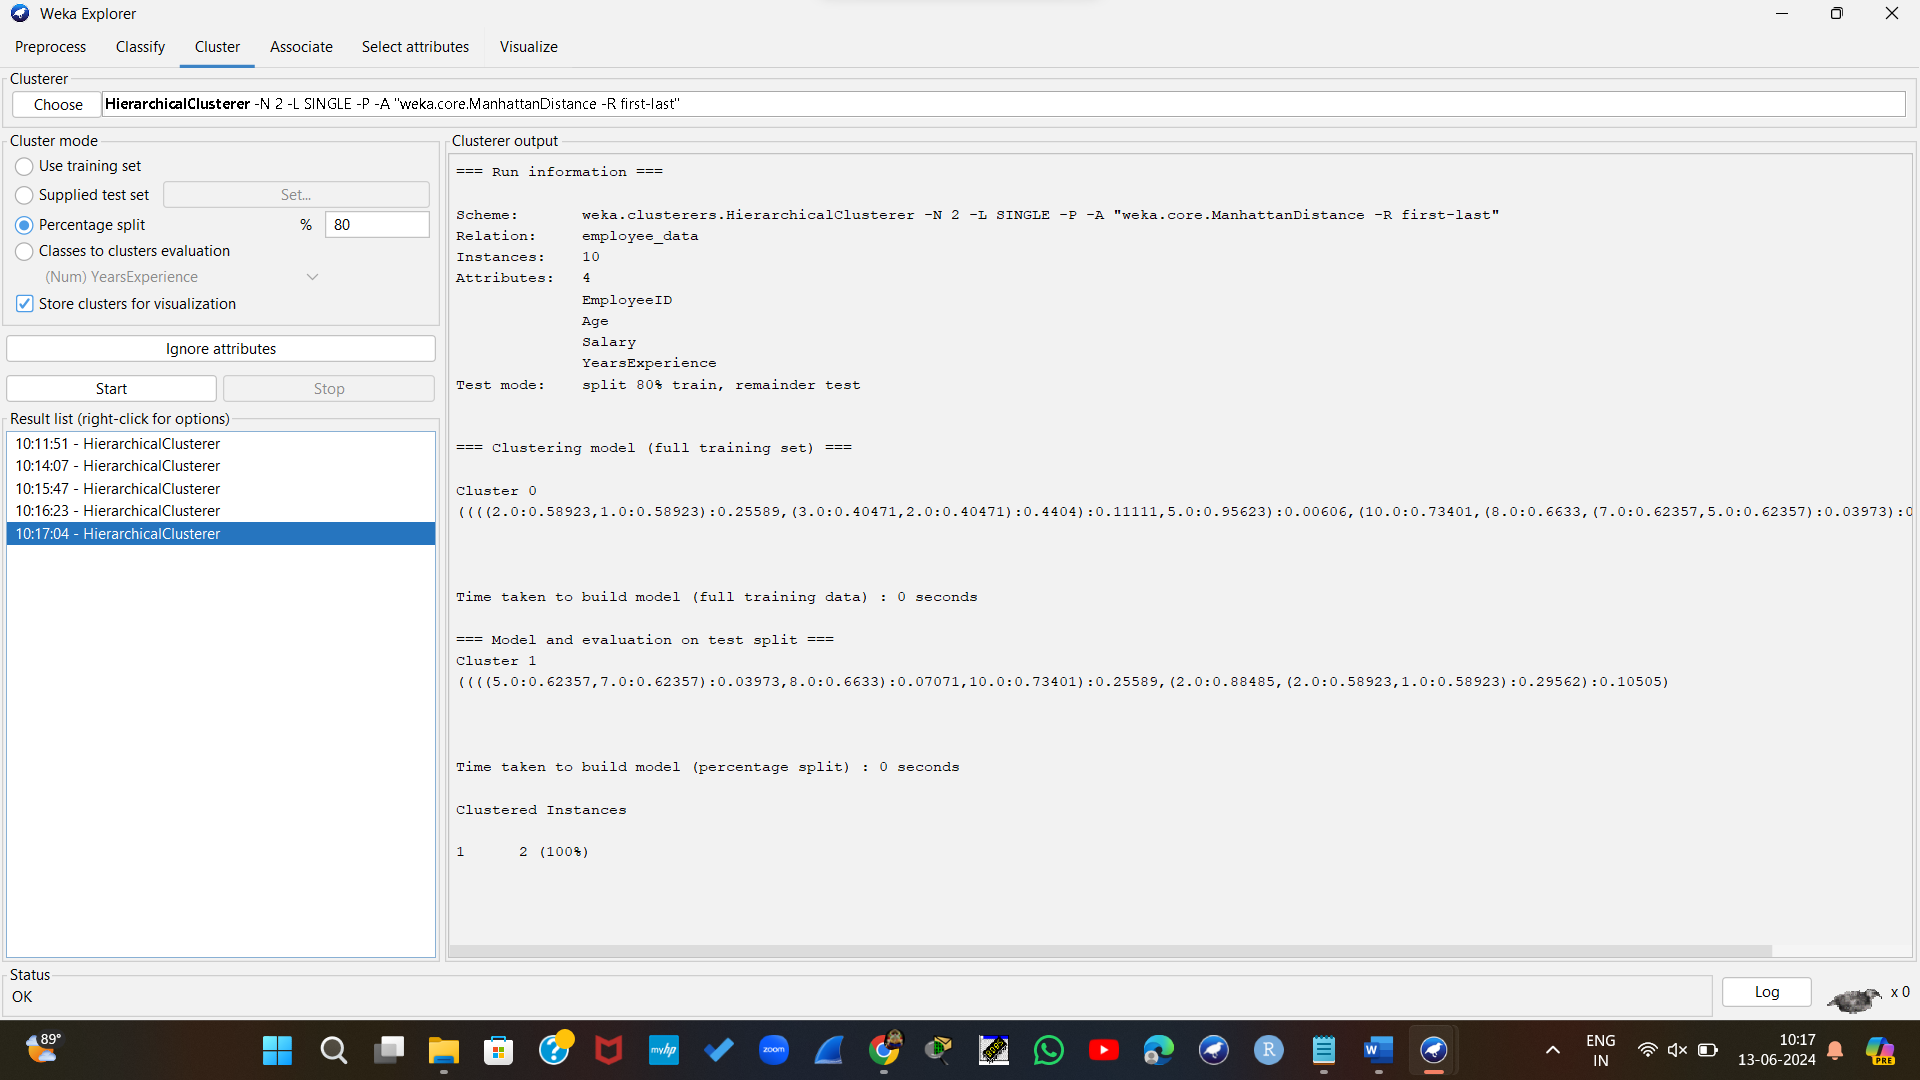 Weka Explorer
Preprocess Classify Cluster Associate Select attributes Visualize
Clusterer
Choose HierarchicalClusterer -N 2 -L SINGLE -P -A "weka.core.ManhattanDistance -R first-last"
Cluster mode
Use training set
Supplied test set Set...
Percentage split % 80
Classes to clusters evaluation
(Num) YearsExperience
Store clusters for visualization
Ignore attributes
Start Stop
Result list (right-click for options)
10:11:51 - HierarchicalClusterer
10:14:07 - HierarchicalClusterer
10:15:47 - HierarchicalClusterer
10:16:23 - HierarchicalClusterer
10:17:04 - HierarchicalClusterer
Clusterer output
=== Run information ===
Scheme: weka.clusterers.HierarchicalClusterer -N 2 -L SINGLE -P -A "weka.core.ManhattanDistance -R first-last"
Relation: employee_data
Instances: 10
Attributes: 4
EmployeeID
Age
Salary
YearsExperience
Test mode: split 80% train, remainder test
=== Clustering model (full training set) ===
Cluster 0
((((2.0:0.58923,1.0:0.58923):0.25589,(3.0:0.40471,2.0:0.40471):0.4404):0.11111,5.0:0.95623):0.00606,(10.0:0.73401,(8.0:0.6633,(7.0:0.62357,5.0:0.62357):0.03973):0
Time taken to build model (full training data) : 0 seconds
=== Model and evaluation on test split ===
Cluster 1
((((5.0:0.62357,7.0:0.62357):0.03973,8.0:0.6633):0.07071,10.0:0.73401):0.25589,(2.0:0.88485,(2.0:0.58923,1.0:0.58923):0.29562):0.10505)
Time taken to build model (percentage split) : 0 seconds
Clustered Instances
1 2 (100%)
Status
OK
Log x 0
89°
myhp
zoom
R
W
ENG
IN
10:17
13-06-2024
PRE